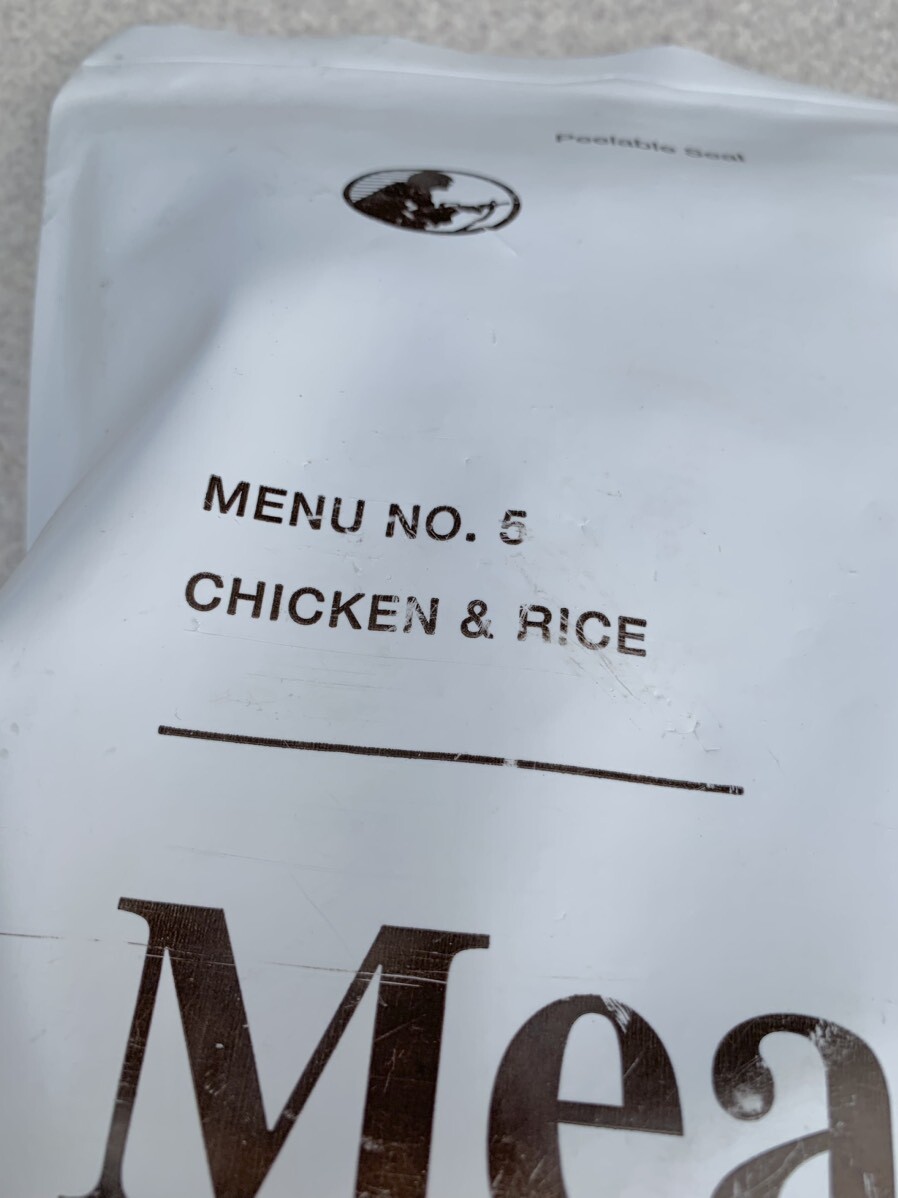 Peelable Seal
MENU NO. 5
CHICKEN & RICE
Mea